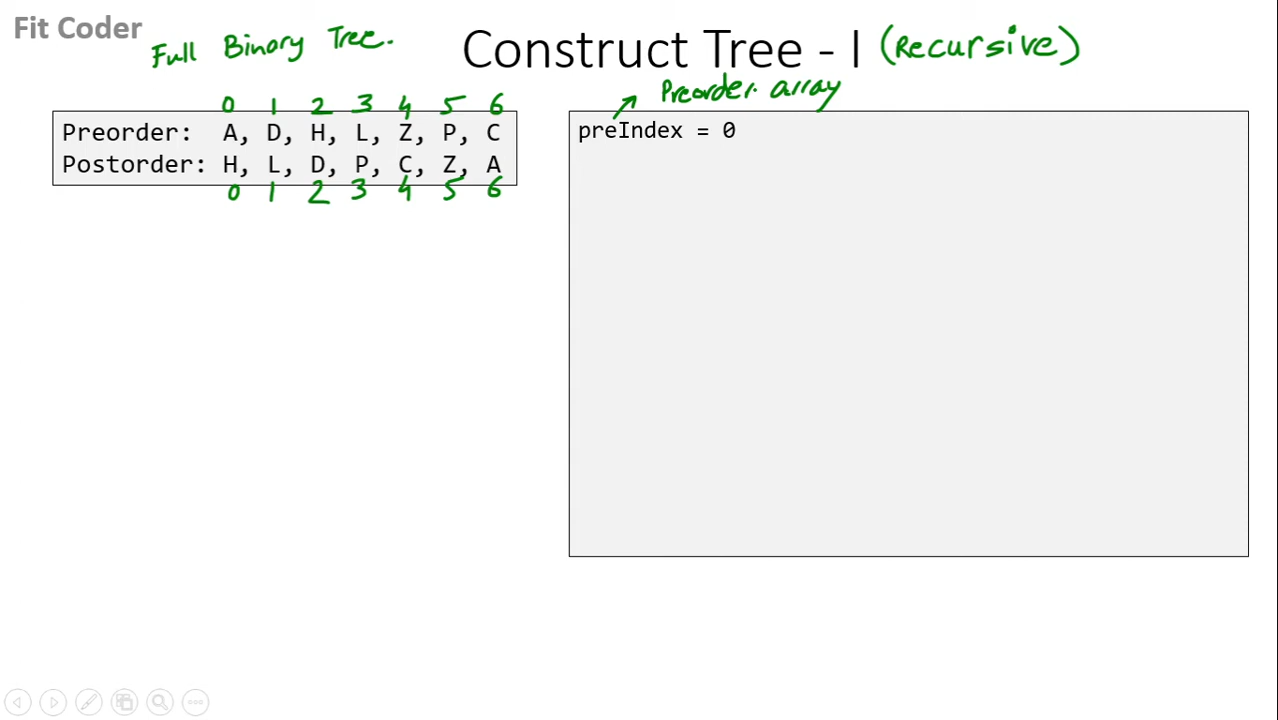 Fit Coder
Full Binary Tree.
Construct Tree - I (Recursive)
Preorder array
0 1 2 3 4 5 6
Preorder: A, D, H, L, Z, P, C
Postorder: H, L, D, P, C, Z, A
0 1 2 3 4 5 6
preIndex = 0